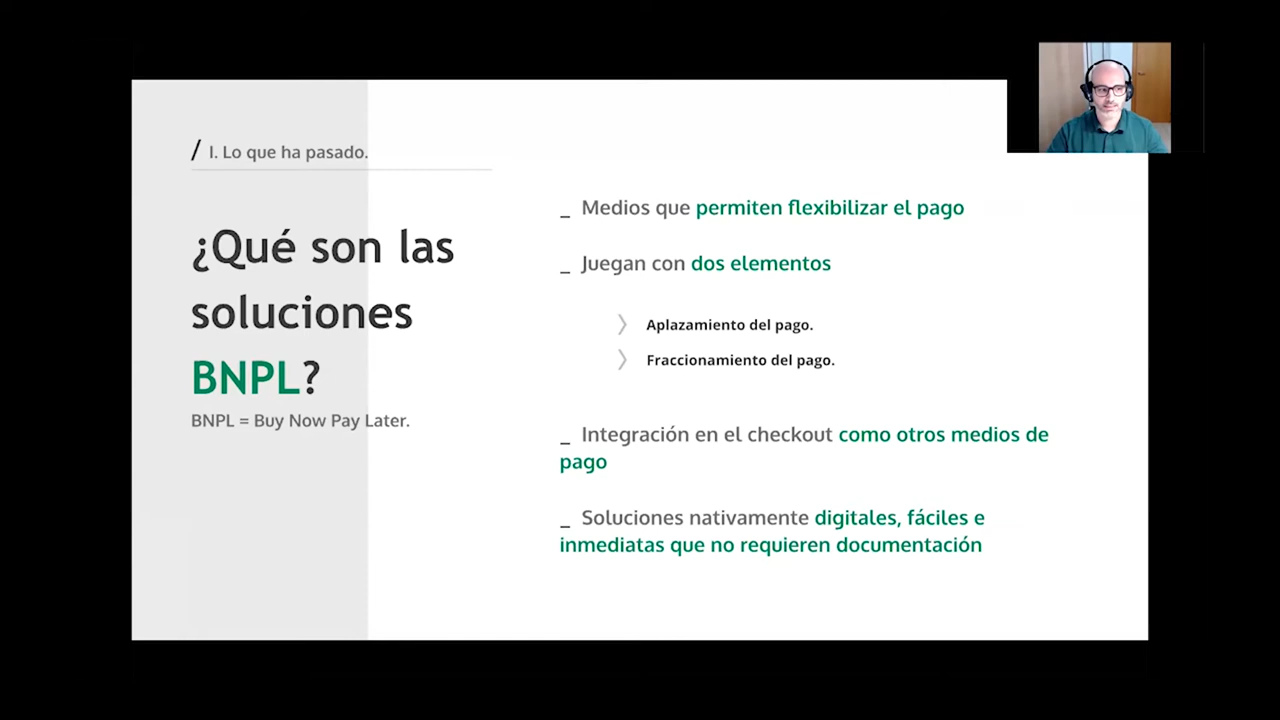 / I. Lo que ha pasado.
¿Qué son las
soluciones
BNPL?
BNPL = Buy Now Pay Later.
_ Medios que permiten flexibilizar el pago
_ Juegan con dos elementos
〉 Aplazamiento del pago.
〉 Fraccionamiento del pago.
_ Integración en el checkout como otros medios de
pago
_ Soluciones nativamente digitales, fáciles e
inmediatas que no requieren documentación